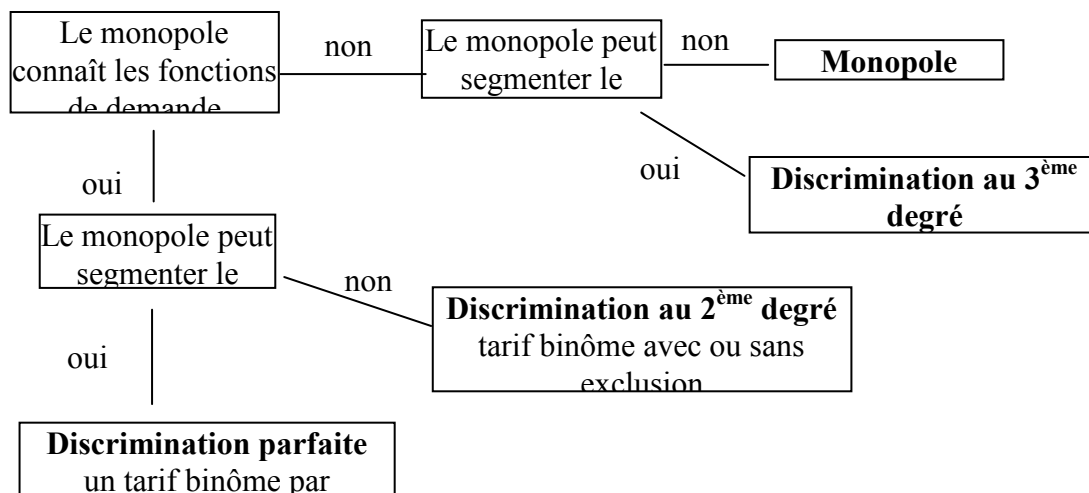 Le monopole
connaît les fonctions
de demande
non
Le monopole peut
segmenter le
non
Monopole
oui
Discrimination au 3ème
degré
oui
Le monopole peut
segmenter le
non
Discrimination au 2ème degré
tarif binôme avec ou sans
exclusion
oui
Discrimination parfaite
un tarif binôme par